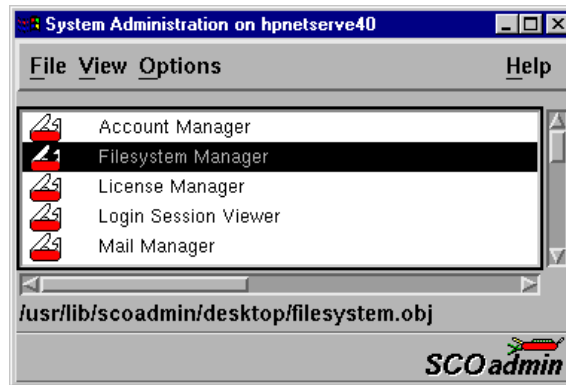 System Administration on hpnetserve40
File View Options Help
Account Manager
Filesystem Manager
License Manager
Login Session Viewer
Mail Manager
/usr/lib/scoadmin/desktop/filesystem.obj
SCOadmin